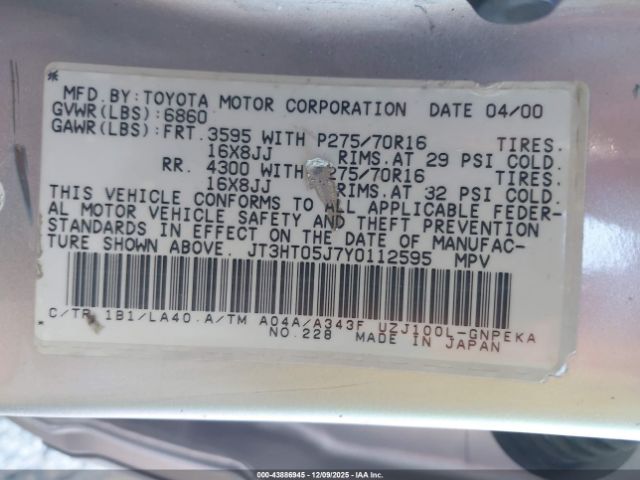 MFD.BY:TOYOTA MOTOR CORPORATION DATE 04/00
GVWR(LBS):6860
GAWR(LBS):FRT.3595 WITH P275/70R16 TIRES.
16X8JJ RIMS.AT 29 PSI COLD.
RR. 4300 WITH P275/70R16 TIRES.
16X8JJ RIMS.AT 32 PSI COLD.
THIS VEHICLE CONFORMS TO ALL APPLICABLE FEDER-
AL MOTOR VEHICLE SAFETY AND THEFT PREVENTION
STANDARDS IN EFFECT ON THE DATE OF MANUFAC-
TURE SHOWN ABOVE. JT3HT05J7Y0112595 MPV
C/TR 1B1/LA40 A/TM A04A/A343F UZJ100L-GNPEKA
NO.228 MADE IN JAPAN
000-43886945 - 12/09/2025 - IAA Inc.